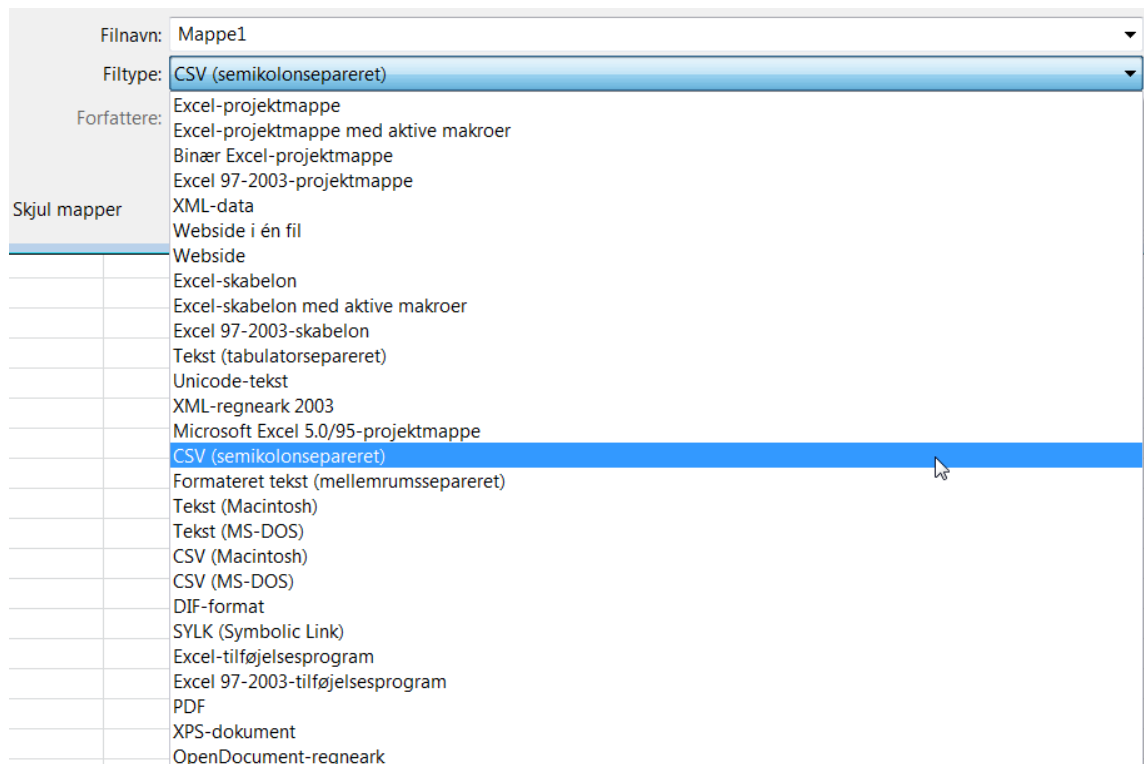 Filnavn: Mappe1
Filtype: CSV (semikolonsepareret)
Forfattere:
Skjul mapper
Excel-projektmappe
Excel-projektmappe med aktive makroer
Binær Excel-projektmappe
Excel 97-2003-projektmappe
XML-data
Webside i én fil
Webside
Excel-skabelon
Excel-skabelon med aktive makroer
Excel 97-2003-skabelon
Tekst (tabulatorsepareret)
Unicode-tekst
XML-regneark 2003
Microsoft Excel 5.0/95-projektmappe
CSV (semikolonsepareret)
Formateret tekst (mellemrumssepareret)
Tekst (Macintosh)
Tekst (MS-DOS)
CSV (Macintosh)
CSV (MS-DOS)
DIF-format
SYLK (Symbolic Link)
Excel-tilføjelsesprogram
Excel 97-2003-tilføjelsesprogram
PDF
XPS-dokument
OpenDocument-regneark